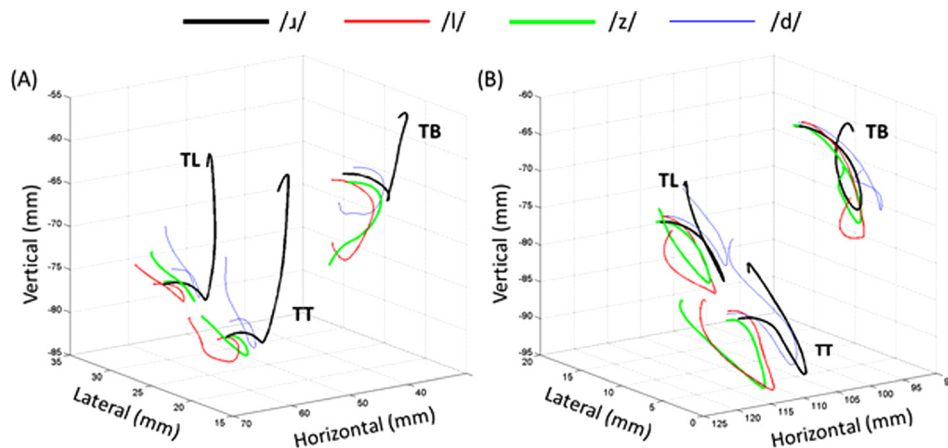 /ɹ/ /l/ /z/ /d/
(A) (B)
-55
-60
-65
-70
-75
-80
-85
35
30
25
20
15
70
60
50
40
Vertical (mm)
Lateral (mm)
Horizontal (mm)
TL
TB
TT
-60
-65
-70
-75
-80
-85
-90
-95
20
15
10
5
0
125
120
115
110
105
100
95
Vertical (mm)
Lateral (mm)
Horizontal (mm)
TL
TB
TT